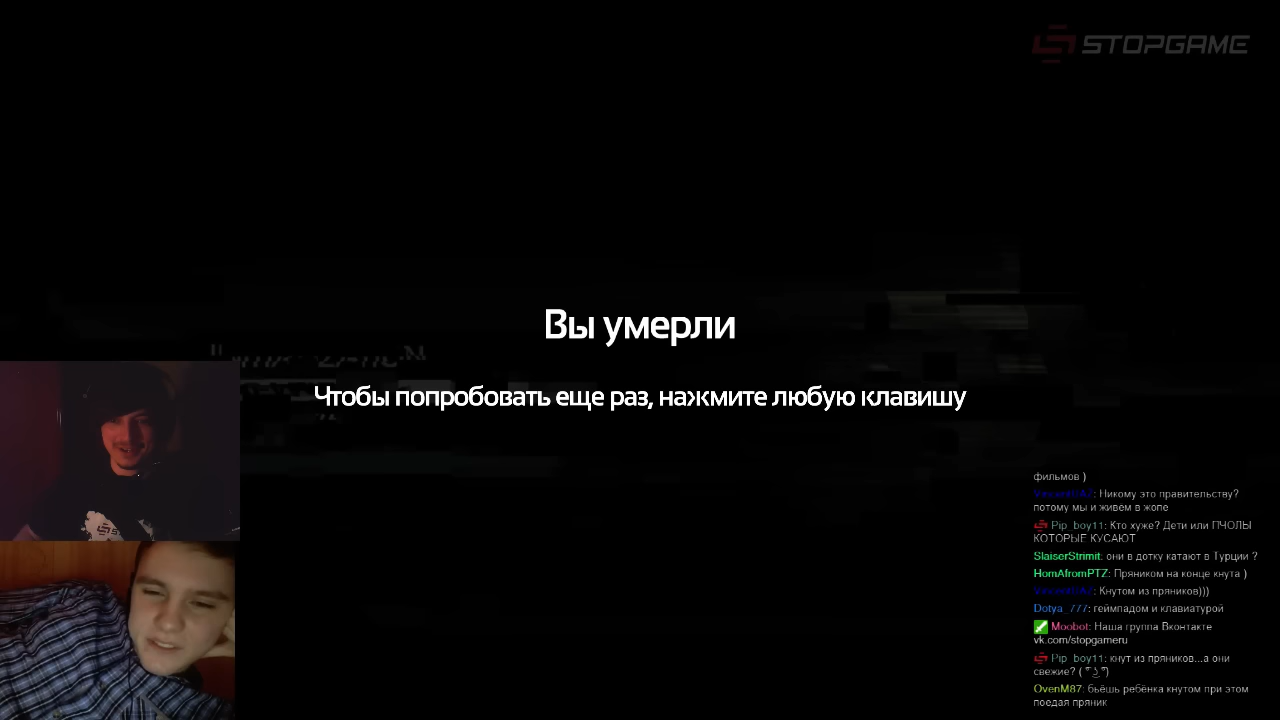 STOPGAME
Вы умерли
Чтобы попробовать еще раз, нажмите любую клавишу
фильмов )
: Никому это правительству?
потому мы и живём в жопе
Pip_boy11: Кто хуже? Дети или ПЧОЛЫ
КОТОРЫЕ КУСАЮТ
SlaiserStrimit: они в дотку катают в Турции ?
HomAfromPTZ: Пряником на конце кнута )
: Кнутом из пряников)))
Dotya_777: геймпадом и клавиатурой
Moobot: Наша группа Вконтакте
vk.com/stopgameru
Pip_boy11: кнут из пряников...а они
свежие? ( ͡° ͜ʖ ͡°)
OvenM87: бьёшь ребёнка кнутом при этом
поедая пряник